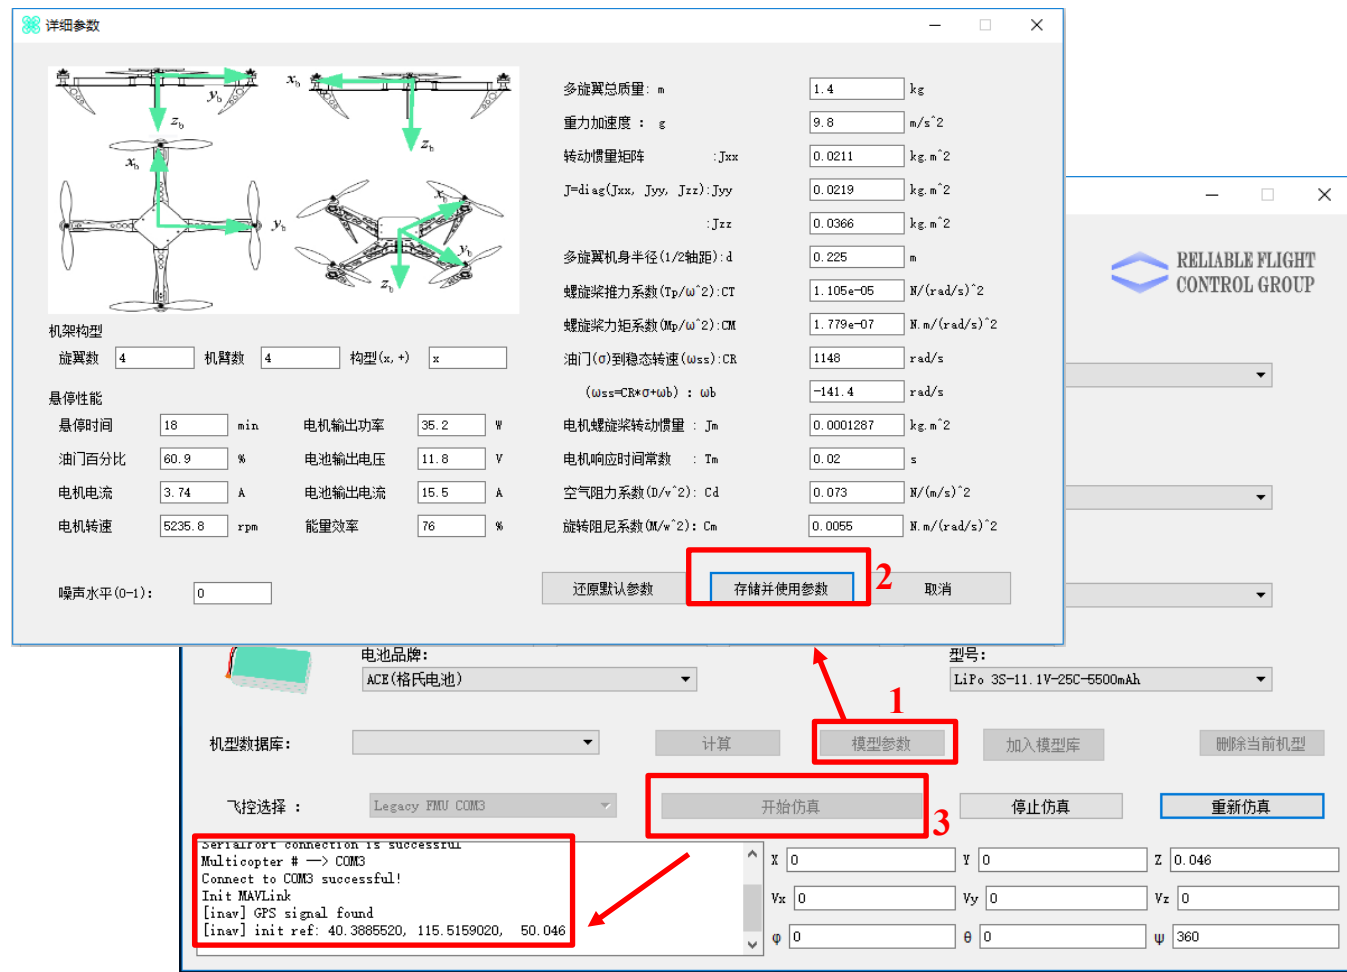 详细参数
x_b
y_b
z_b
z_b
x_b
y_b
x_b
y_b
z_b
机架构型
旋翼数 4 机臂数 4 构型(x,+) x
悬停性能
悬停时间 18 min 电机输出功率 35.2 W
油门百分比 60.9 % 电池输出电压 11.8 V
电机电流 3.74 A 电池输出电流 15.5 A
电机转速 5235.8 rpm 能量效率 76 %
噪声水平(0-1): 0
多旋翼总质量: m 1.4 kg
重力加速度 : g 9.8 m/s^2
转动惯量矩阵 :Jxx 0.0211 kg.m^2
J=diag(Jxx, Jyy, Jzz):Jyy 0.0219 kg.m^2
:Jzz 0.0366 kg.m^2
多旋翼机身半径(1/2轴距):d 0.225 m
螺旋桨推力系数(Tp/ω^2):CT 1.105e-05 N/(rad/s)^2
螺旋桨力矩系数(Mp/ω^2):CM 1.779e-07 N.m/(rad/s)^2
油门(σ)到稳态转速(ωss):CR 1148 rad/s
(ωss=CR*σ+ωb) : ωb -141.4 rad/s
电机螺旋桨转动惯量 : Jm 0.0001287 kg.m^2
电机响应时间常数 : Tm 0.02 s
空气阻力系数(D/v^2): Cd 0.073 N/(m/s)^2
旋转阻尼系数(M/w^2): Cm 0.0055 N.m/(rad/s)^2
还原默认参数 存储并使用参数 取消
2
RELIABLE FLIGHT
CONTROL GROUP
电池品牌: 型号:
ACE(格氏电池) LiPo 3S-11.1V-25C-5500mAh
1
机型数据库: 计算 模型参数 加入模型库 删除当前机型
飞控选择 : Legacy FMU COM3 开始仿真 停止仿真 重新仿真
3
SerialPort connection is successful
Multicopter # --> COM3
Connect to COM3 successful!
Init MAVLink
[inav] GPS signal found
[inav] init ref: 40.3885520, 115.5159020, 50.046
X 0 Y 0 Z 0.046
Vx 0 Vy 0 Vz 0
φ 0 θ 0 ψ 360